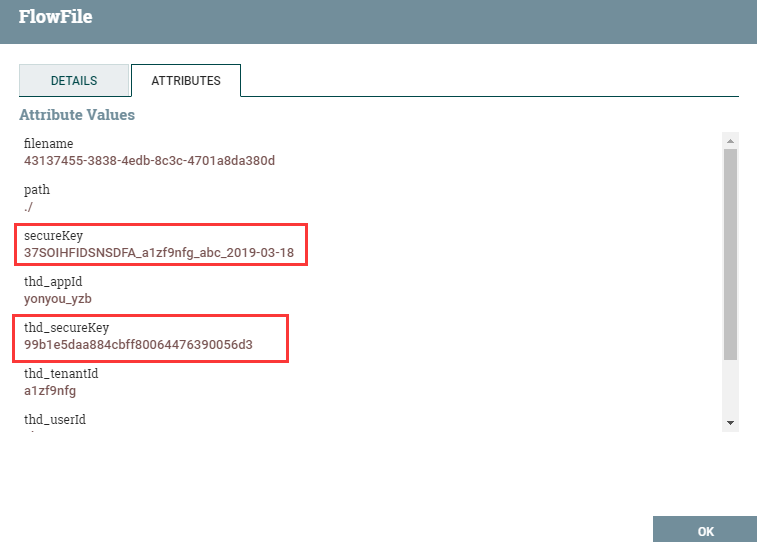 FlowFile
DETAILS
ATTRIBUTES
Attribute Values
filename
43137455-3838-4edb-8c3c-4701a8da380d
path
./
secureKey
37SOIHFIDSNSDFA_a1zf9nfg_abc_2019-03-18
thd_appId
yonyou_yzb
thd_secureKey
99b1e5daa884cbff80064476390056d3
thd_tenantId
a1zf9nfg
thd_userId
OK